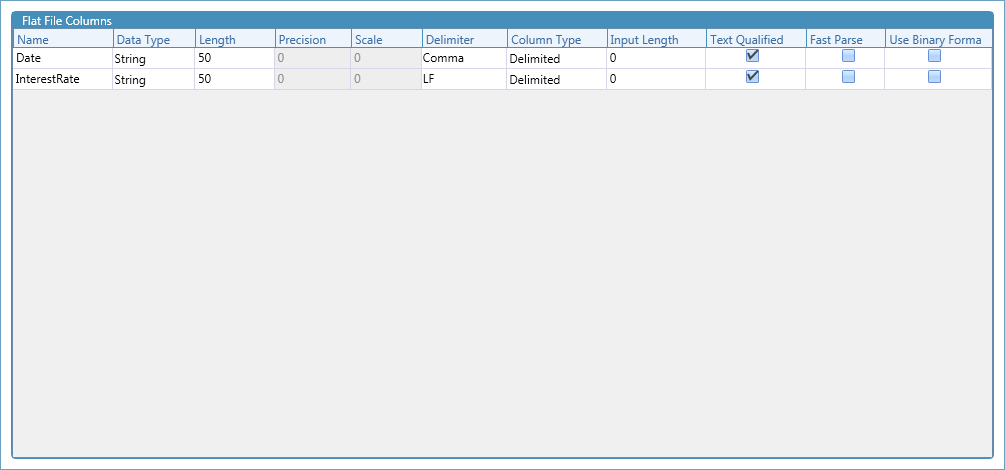 Flat File Columns
Name Data Type Length Precision Scale Delimiter Column Type Input Length Text Qualified Fast Parse Use Binary Forma
Date String 50 0 0 Comma Delimited 0
InterestRate String 50 0 0 LF Delimited 0